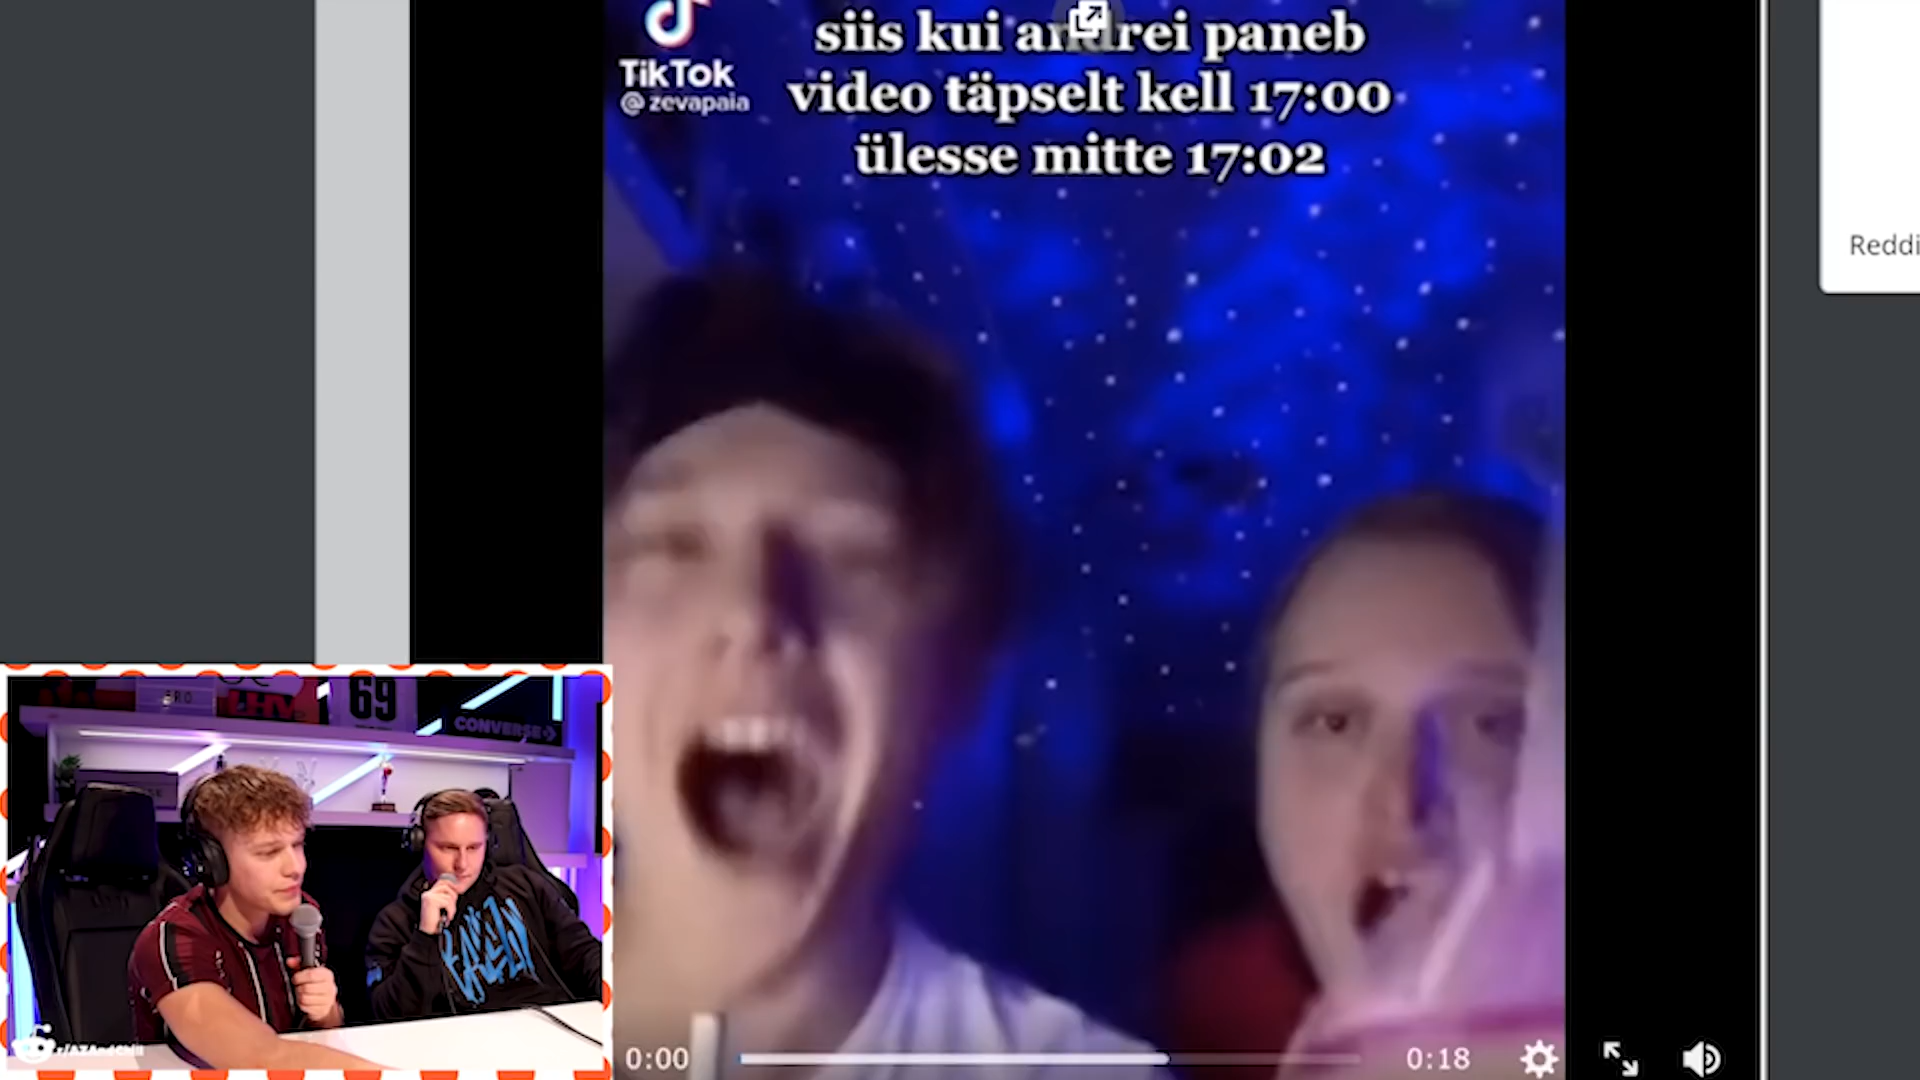 siis kui andrei paneb
video täpselt kell 17:00
ülesse mitte 17:02
TikTok
@zevapaia
Reddi
69
CONVERSE
r/AZAndChill
0:00
0:18